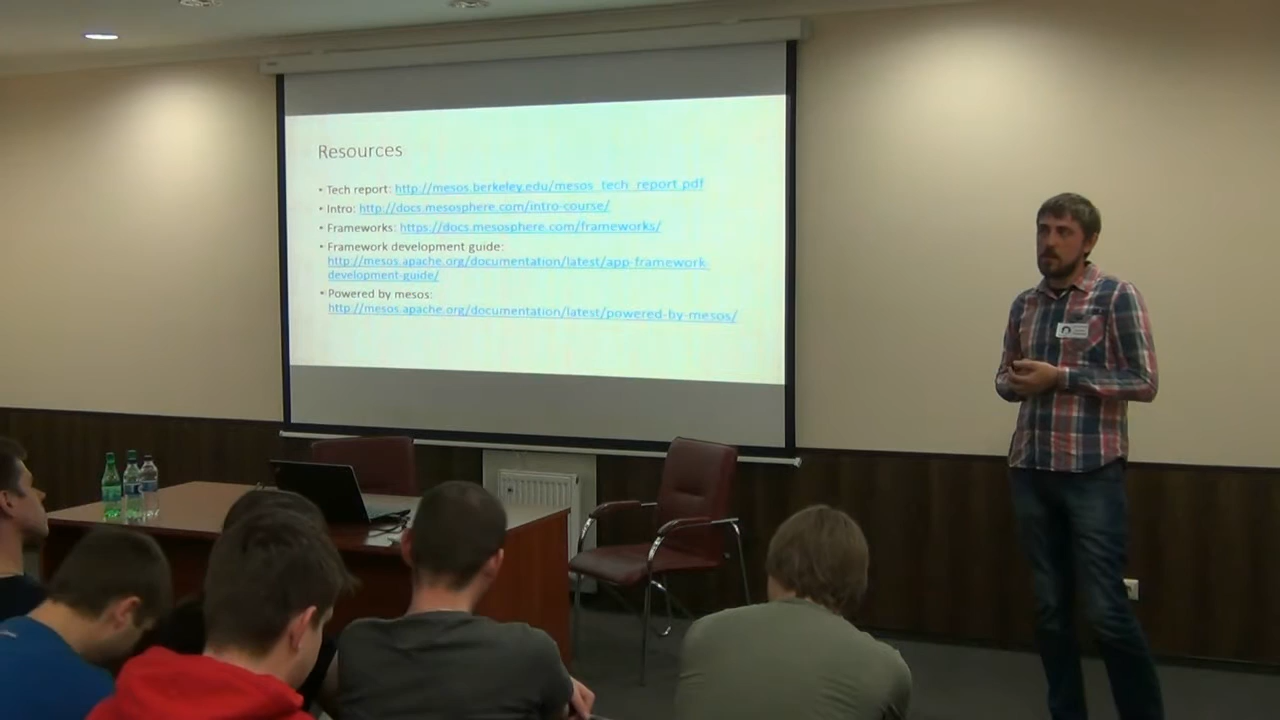 Resources
• Tech report: http://mesos.berkeley.edu/mesos_tech_report.pdf
• Intro: http://docs.mesosphere.com/intro-course/
• Frameworks: https://docs.mesosphere.com/frameworks/
• Framework development guide:
http://mesos.apache.org/documentation/latest/app-framework-
development-guide/
• Powered by mesos:
http://mesos.apache.org/documentation/latest/powered-by-mesos/